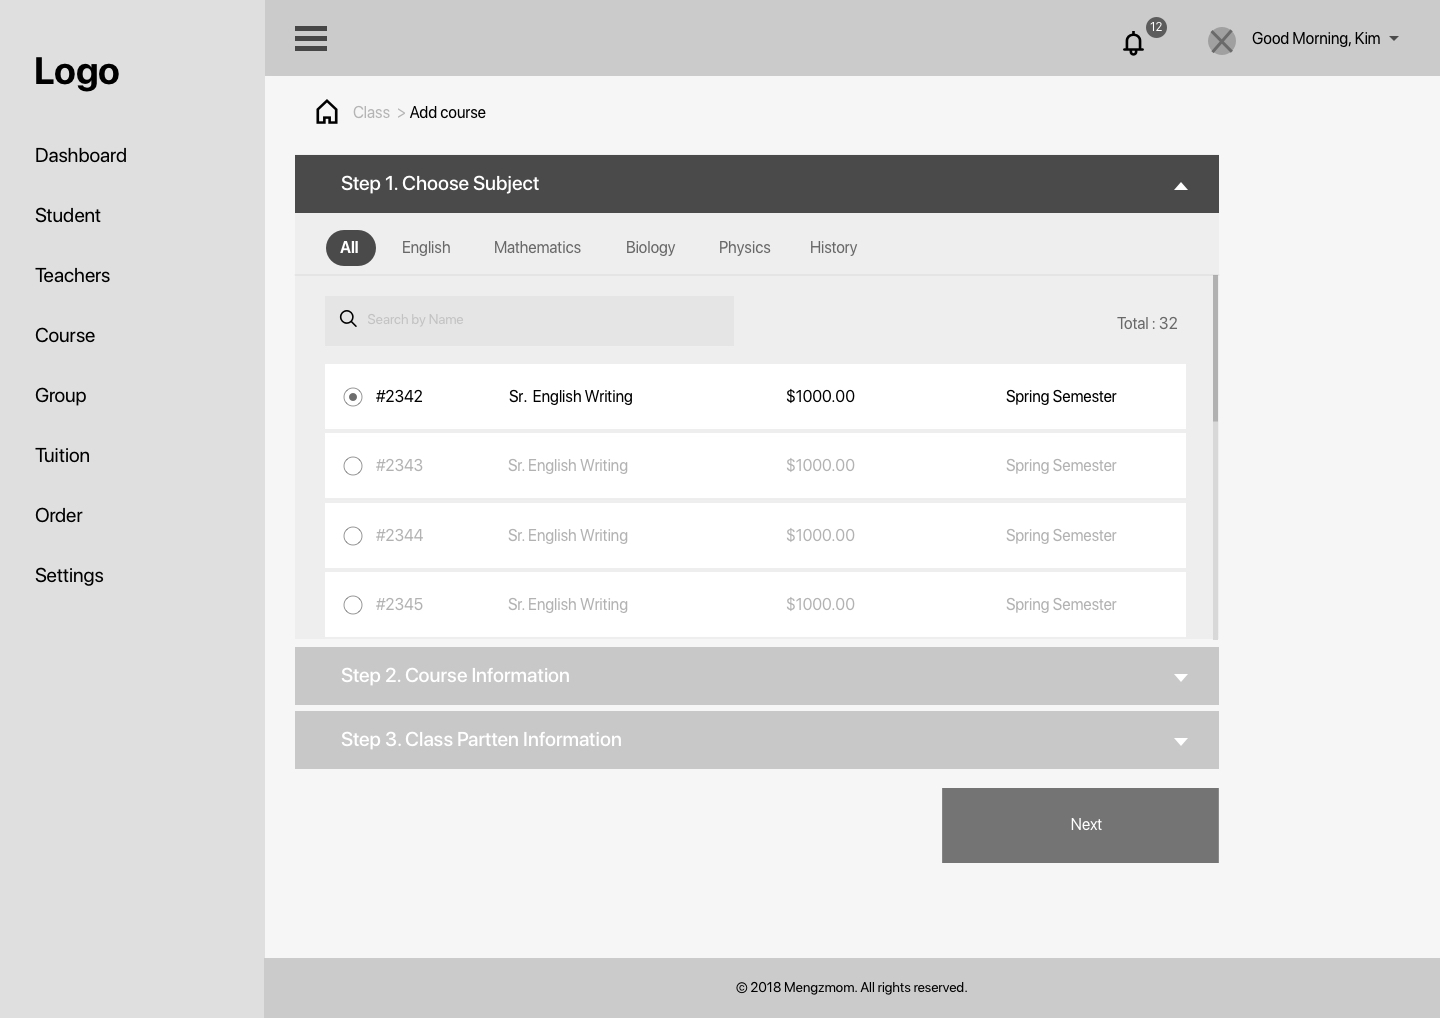 Logo
Dashboard
Student
Teachers
Course
Group
Tuition
Order
Settings
12
Good Morning, Kim
Class > Add course
Step 1. Choose Subject
All English Mathematics Biology Physics History
Search by Name
Total : 32
#2342 Sr. English Writing $1000.00 Spring Semester
#2343 Sr. English Writing $1000.00 Spring Semester
#2344 Sr. English Writing $1000.00 Spring Semester
#2345 Sr. English Writing $1000.00 Spring Semester
Step 2. Course Information
Step 3. Class Partten Information
Next
© 2018 Mengzmom. All rights reserved.